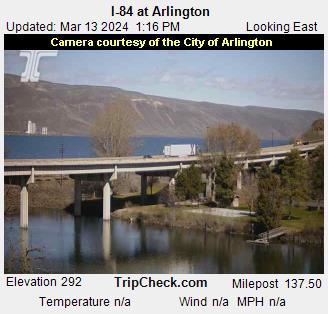 I-84 at Arlington
Updated: Mar 13 2024 1:16 PM Looking East
Camera courtesy of the City of Arlington
Elevation 292 TripCheck.com Milepost 137.50
Temperature n/a Wind n/a MPH n/a